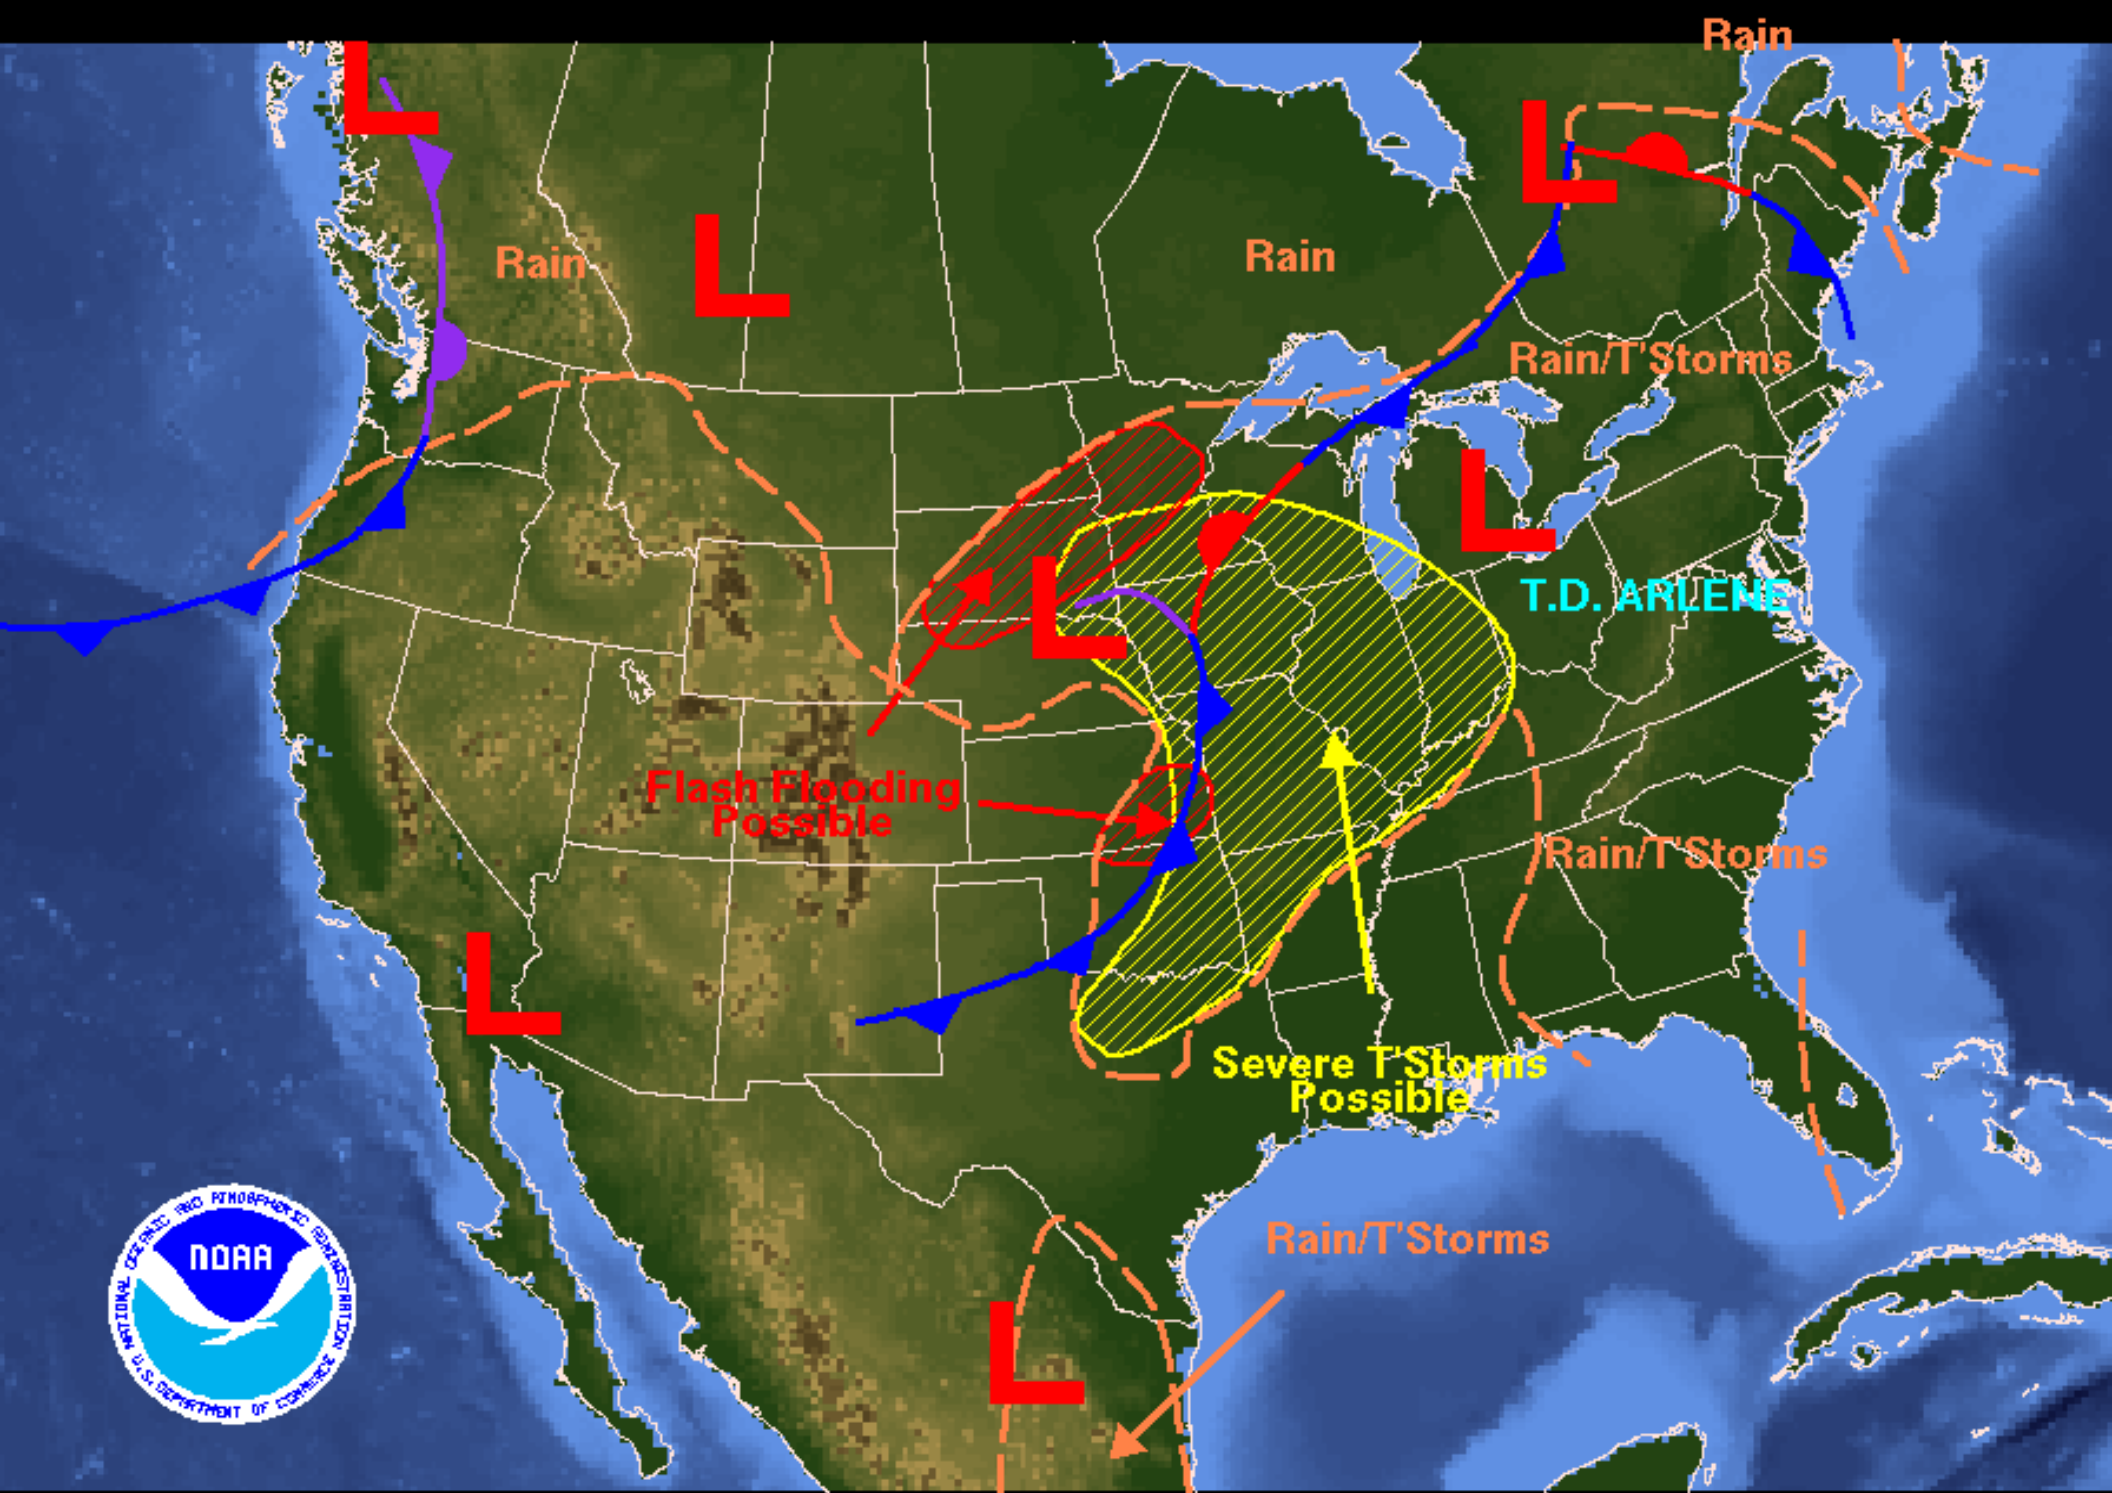 Rain
L
L
L
Rain
Rain
Rain/T'Storms
L
L
T.D. ARLENE
Flash Flooding
Possible
Rain/T'Storms
L
Severe T'Storms
Possible
NATIONAL OCEANIC AND ATMOSPHERIC ADMINISTRATION
NOAA
U.S. DEPARTMENT OF COMMERCE
Rain/T'Storms
L